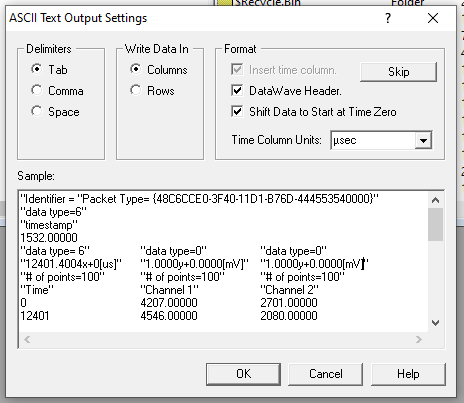 $Recycle.Bin Folder
ASCII Text Output Settings
Delimiters
Tab
Comma
Space
Write Data In
Columns
Rows
Format
Insert time column.
Skip
DataWave Header.
Shift Data to Start at Time Zero
Time Column Units: µsec
Sample:
"Identifier = "Packet Type= {48C6CCE0-3F40-11D1-B76D-444553540000}"
"data type=6"
"timestamp"
1532.00000
"data type= 6" "data type=0" "data type=0"
"12401.4004x+0[us]" "1.0000y+0.0000[mV]" "1.0000y+0.0000[mV]"
"# of points=100" "# of points=100" "# of points=100"
"Time" "Channel 1" "Channel 2"
0 4207.00000 2701.00000
12401 4546.00000 2080.00000
OK
Cancel
Help